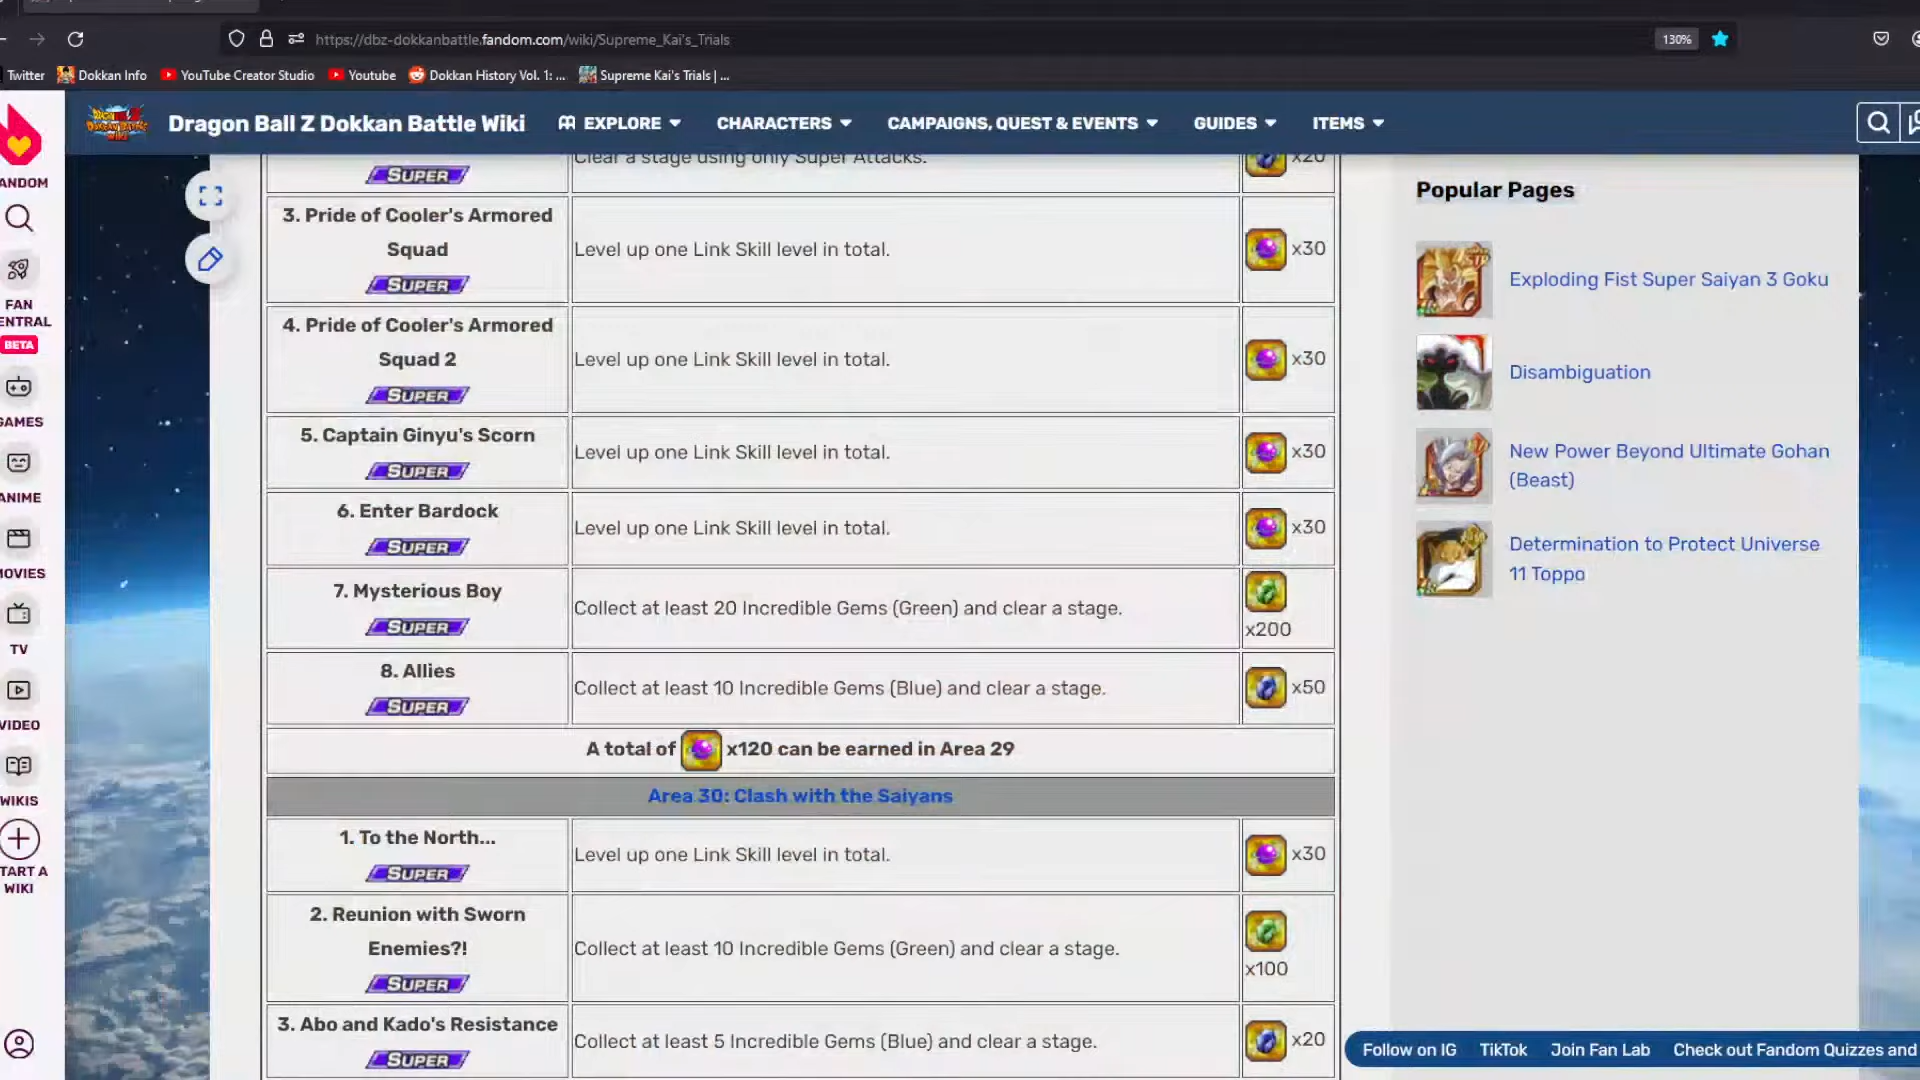 https://dbz-dokkanbattle.fandom.com/wiki/Supreme_Kai's_Trials
130%
Twitter
Dokkan Info
YouTube Creator Studio
Youtube
Dokkan History Vol. 1: ...
Supreme Kai's Trials | ...
Dragon Ball Z Dokkan Battle Wiki
EXPLORE
CHARACTERS
CAMPAIGNS, QUEST & EVENTS
GUIDES
ITEMS
ANDOM
FAN
ENTRAL
BETA
GAMES
ANIME
MOVIES
TV
VIDEO
WIKIS
TART A
WIKI
SUPER
Clear a stage using only Super Attacks.
x20
3. Pride of Cooler's Armored
Squad
SUPER
Level up one Link Skill level in total.
x30
4. Pride of Cooler's Armored
Squad 2
SUPER
Level up one Link Skill level in total.
x30
5. Captain Ginyu's Scorn
SUPER
Level up one Link Skill level in total.
x30
6. Enter Bardock
SUPER
Level up one Link Skill level in total.
x30
7. Mysterious Boy
SUPER
Collect at least 20 Incredible Gems (Green) and clear a stage.
x200
8. Allies
SUPER
Collect at least 10 Incredible Gems (Blue) and clear a stage.
x50
A total of x120 can be earned in Area 29
Area 30: Clash with the Saiyans
1. To the North...
SUPER
Level up one Link Skill level in total.
x30
2. Reunion with Sworn
Enemies?!
SUPER
Collect at least 10 Incredible Gems (Green) and clear a stage.
x100
3. Abo and Kado's Resistance
SUPER
Collect at least 5 Incredible Gems (Blue) and clear a stage.
x20
Popular Pages
Exploding Fist Super Saiyan 3 Goku
Disambiguation
New Power Beyond Ultimate Gohan
(Beast)
Determination to Protect Universe
11 Toppo
Follow on IG
TikTok
Join Fan Lab
Check out Fandom Quizzes and